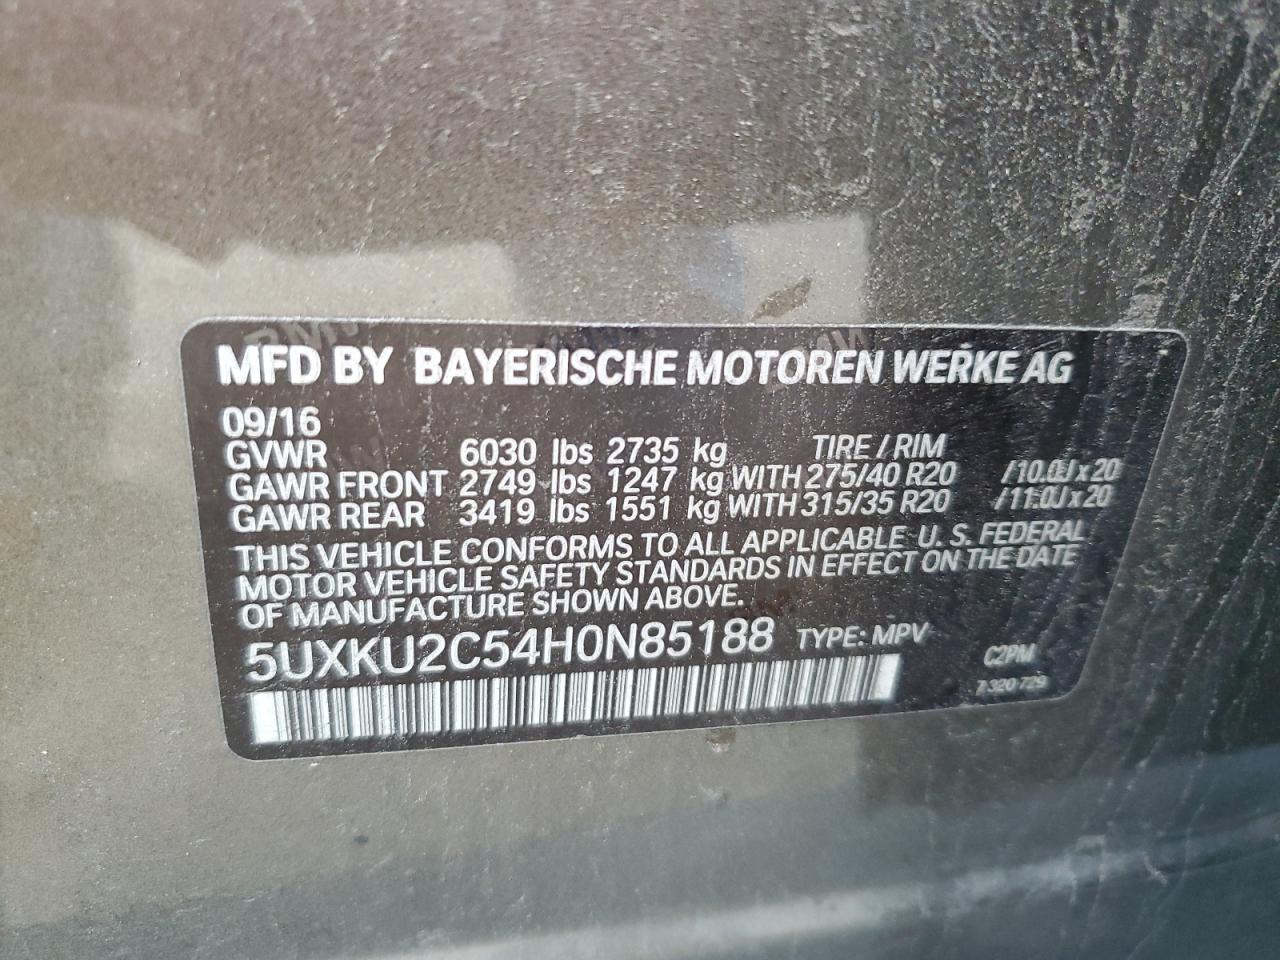 MFD BY BAYERISCHE MOTOREN WERKE AG
09/16
GVWR 6030 lbs 2735 kg TIRE / RIM
GAWR FRONT 2749 lbs 1247 kg WITH 275/40 R20 /10.0J x 20
GAWR REAR 3419 lbs 1551 kg WITH 315/35 R20 /11.0J x 20
THIS VEHICLE CONFORMS TO ALL APPLICABLE U. S. FEDERAL
MOTOR VEHICLE SAFETY STANDARDS IN EFFECT ON THE DATE
OF MANUFACTURE SHOWN ABOVE.
5UXKU2C54H0N85188 TYPE: MPV
C2PM
7 320 729